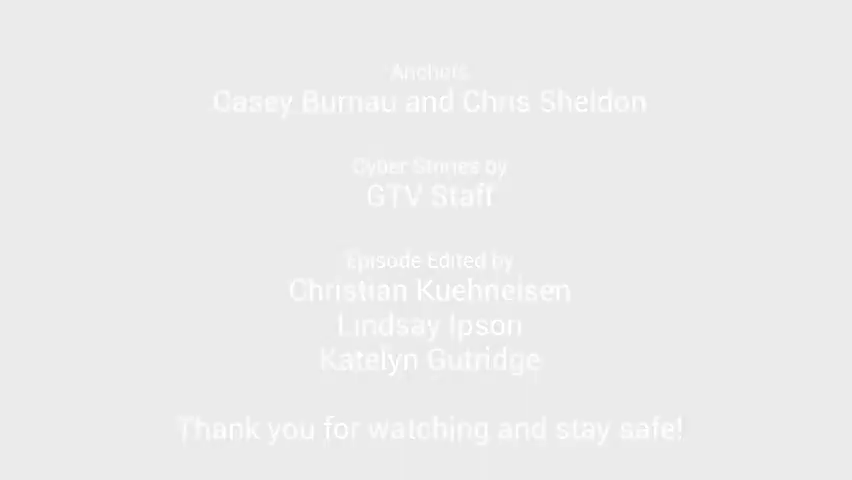 Anchors
Casey Burnau and Chris Sheldon
Cyber Stories by
GTV Staff
Episode Edited by
Christian Kuehneisen
Lindsay Ipson
Katelyn Gutridge
Thank you for watching and stay safe!